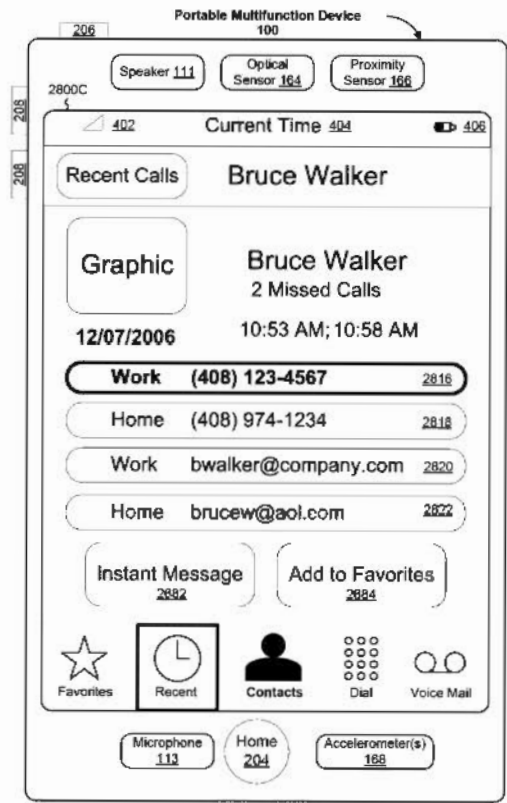 Portable Multifunction Device
100
206
Speaker 111
Optical
Sensor 164
Proximity
Sensor 166
2800C
208
402
Current Time 404
406
208
Recent Calls
Bruce Walker
Graphic
Bruce Walker
2 Missed Calls
12/07/2006
10:53 AM; 10:58 AM
Work (408) 123-4567 2816
Home (408) 974-1234 2818
Work bwalker@company.com 2820
Home brucew@aol.com 2822
Instant Message
2682
Add to Favorites
2684
Favorites
Recent
Contacts
Dial
Voice Mail
Microphone
113
Home
204
Accelerometer(s)
168